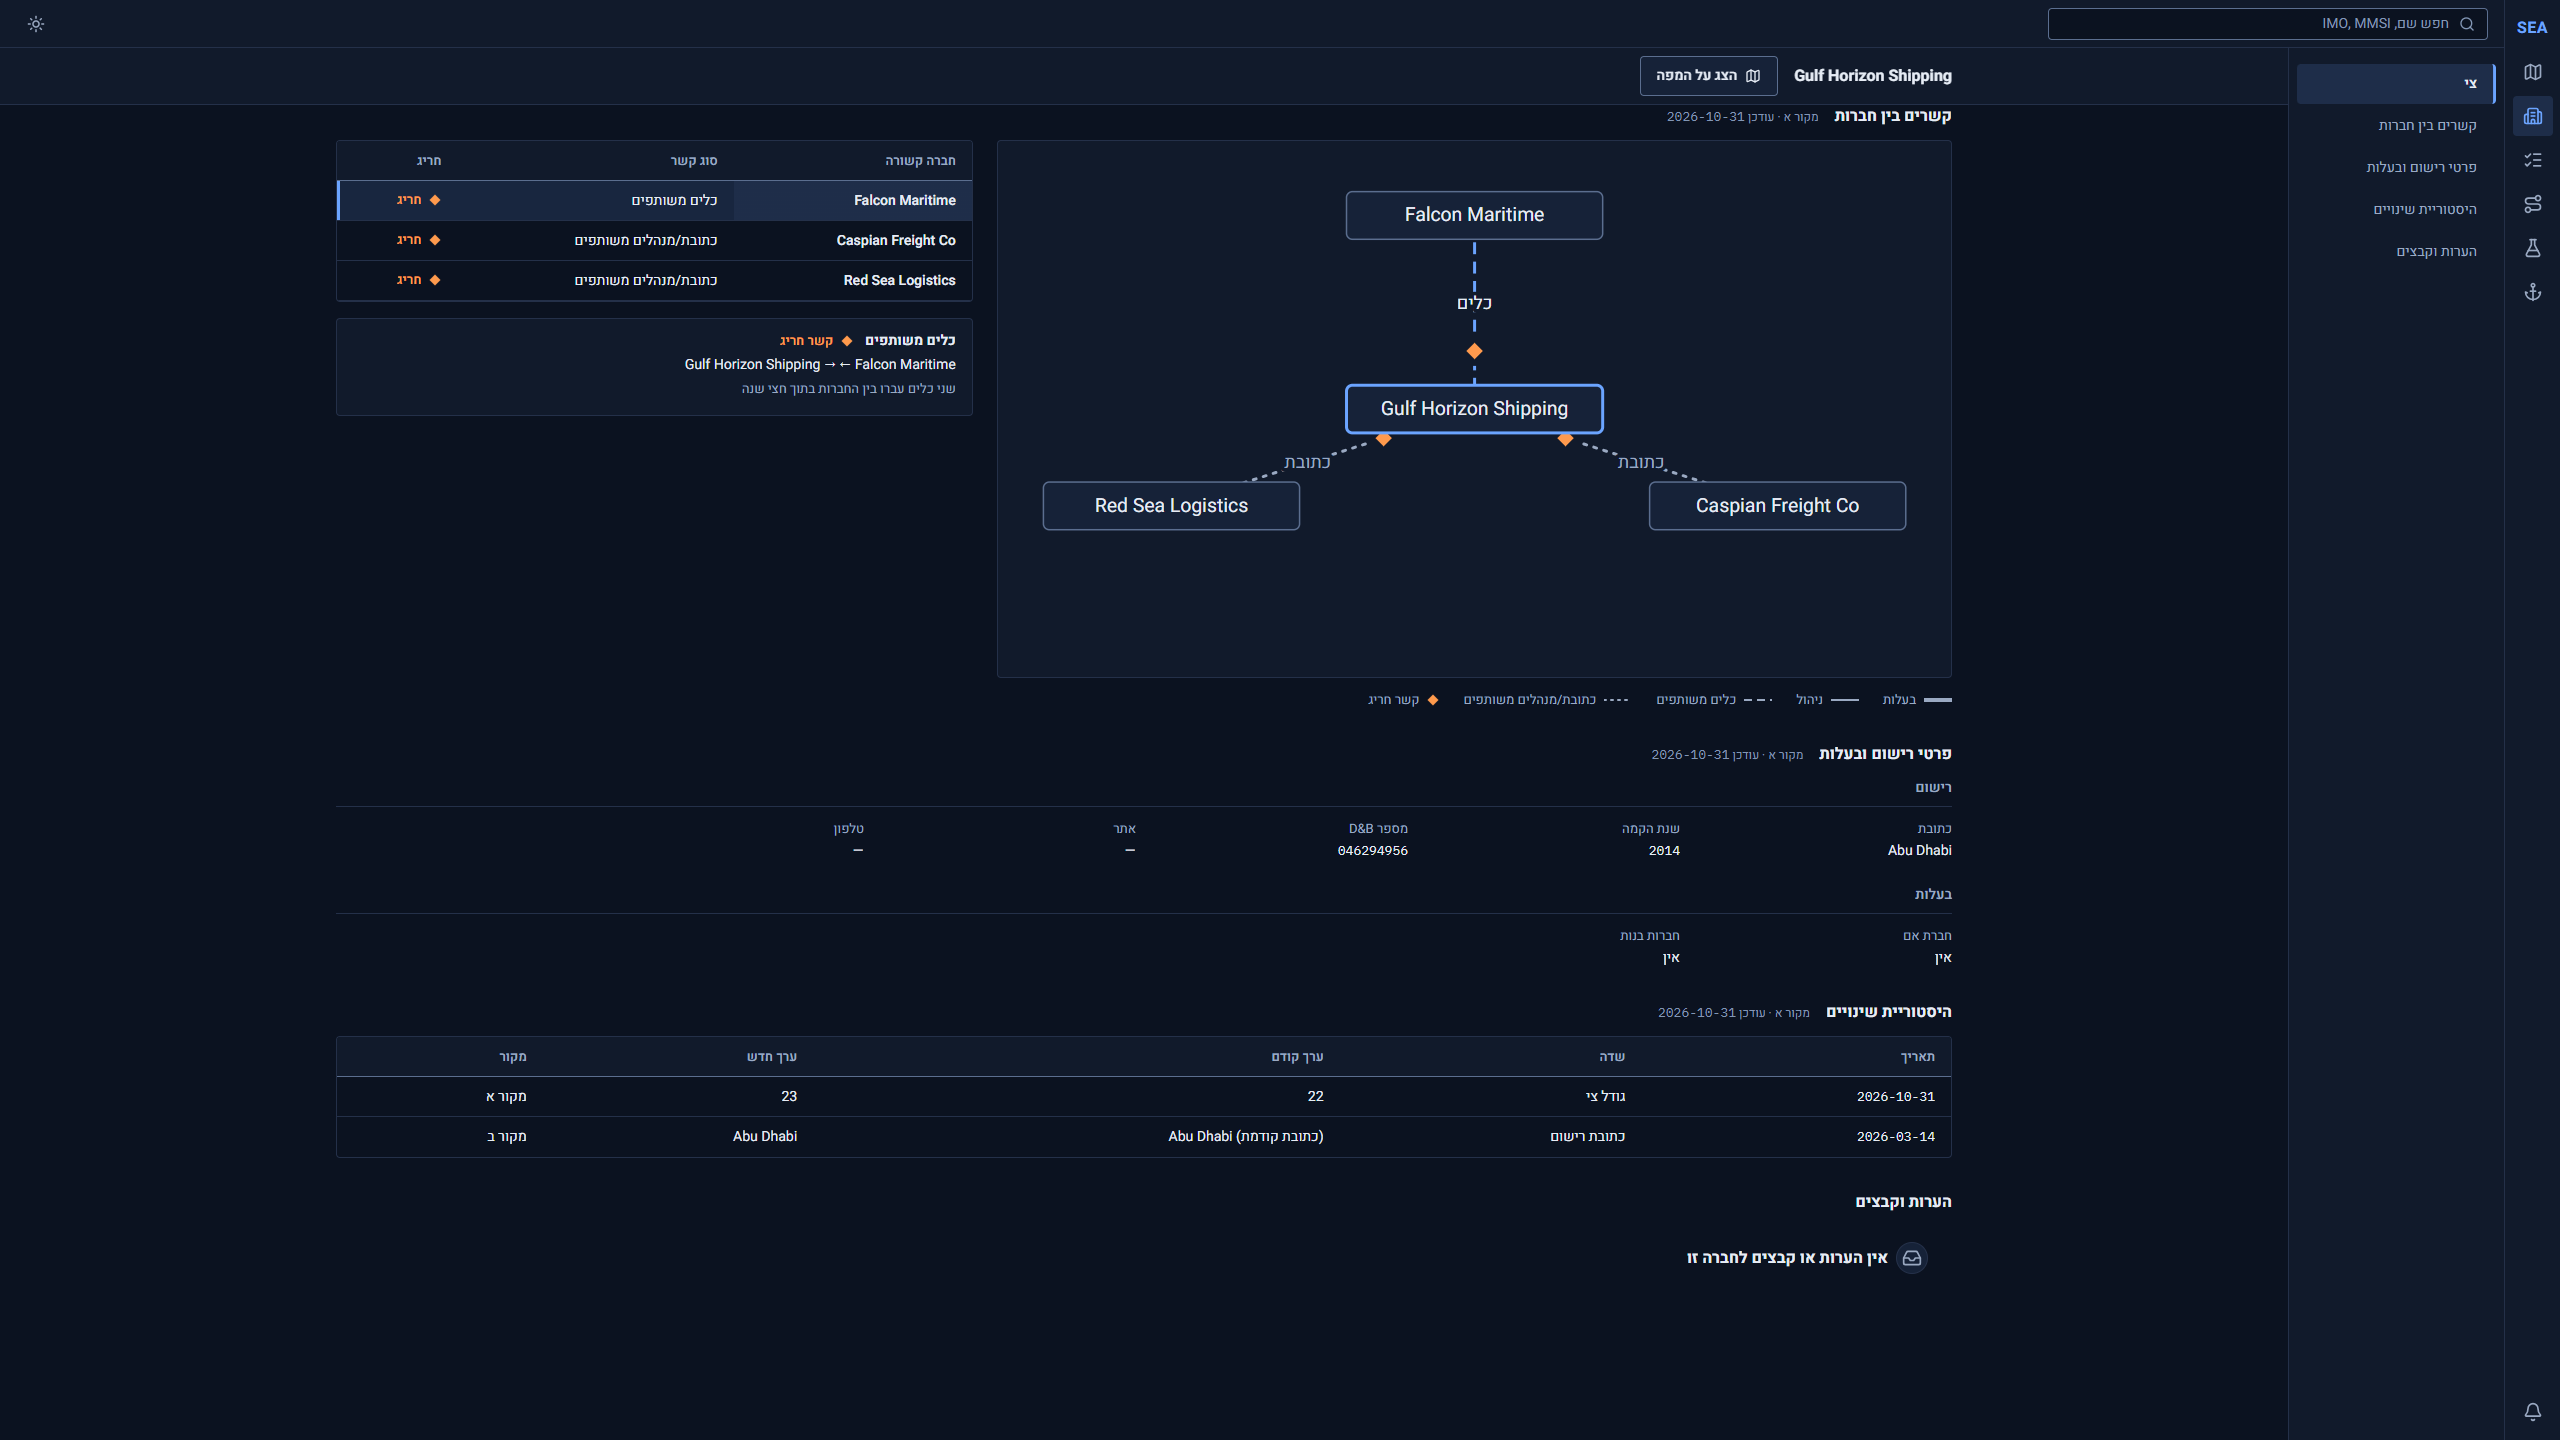 SEA
חפש שם, IMO, MMSI
צי
קשרים בין חברות
פרטי רישום ובעלות
היסטוריית שינויים
הערות וקבצים
Gulf Horizon Shipping
הצג על המפה
קשרים בין חברות מקור א · עודכן 2026-10-31
Falcon Maritime
כלים
Gulf Horizon Shipping
כתובת
כתובת
Caspian Freight Co
Red Sea Logistics
בעלות
ניהול
כלים משותפים
כתובת/מנהלים משותפים
קשר חריג
חברה קשורה סוג קשר חריג
Falcon Maritime כלים משותפים חריג
Caspian Freight Co כתובת/מנהלים משותפים חריג
Red Sea Logistics כתובת/מנהלים משותפים חריג
כלים משותפים קשר חריג
Gulf Horizon Shipping → ← Falcon Maritime
שני כלים עברו בין החברות בתוך חצי שנה
פרטי רישום ובעלות מקור א · עודכן 2026-10-31
רישום
כתובת שנת הקמה מספר D&B אתר טלפון
Abu Dhabi 2014 046294956 — —
בעלות
חברת אם חברות בנות
אין אין
היסטוריית שינויים מקור א · עודכן 2026-10-31
תאריך שדה ערך קודם ערך חדש מקור
2026-10-31 גודל צי 22 23 מקור א
2026-03-14 כתובת רישום Abu Dhabi (כתובת קודמת) Abu Dhabi מקור ב
הערות וקבצים
אין הערות או קבצים לחברה זו